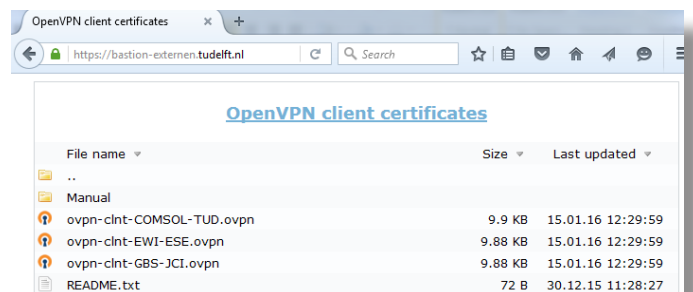 OpenVPN client certificates
https://bastion-externen.tudelft.nl
Search
OpenVPN client certificates
File name Size Last updated
..
Manual
ovpn-clnt-COMSOL-TUD.ovpn 9.9 KB 15.01.16 12:29:59
ovpn-clnt-EWI-ESE.ovpn 9.88 KB 15.01.16 12:29:59
ovpn-clnt-GBS-JCI.ovpn 9.88 KB 15.01.16 12:29:59
README.txt 72 B 30.12.15 11:28:27